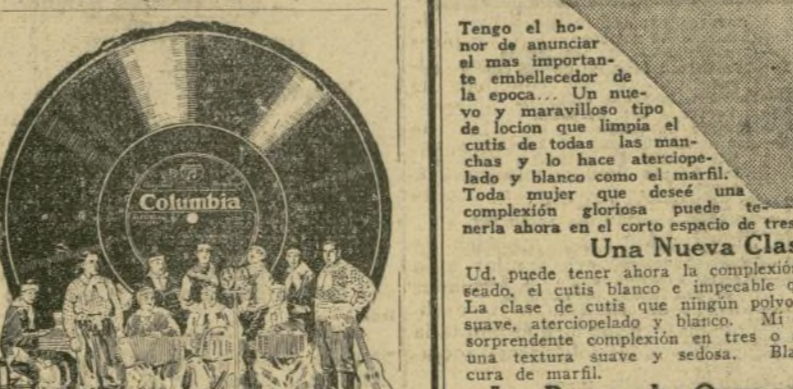 Columbia
Tengo el ho-
nor de anunciar
el mas importan-
te embellecedor de
la epoca... Un nue-
vo y maravilloso tipo
de locion que limpia el
cutis de todas las man-
chas y lo hace aterciope-
lado y blanco como el marfil.
Toda mujer que deseé una
complexión gloriosa puede te-
nerla ahora en el corto espacio de tres
Una Nueva Clas
Ud. puede tener ahora la complexió
seado, el cutis blanco e impecable
La clase de cutis que ningún polvo
suave, aterciopelado y blanco. Mi
sorprendente complexión en tres o
una textura suave y sedosa. Bla
cura de marfil.